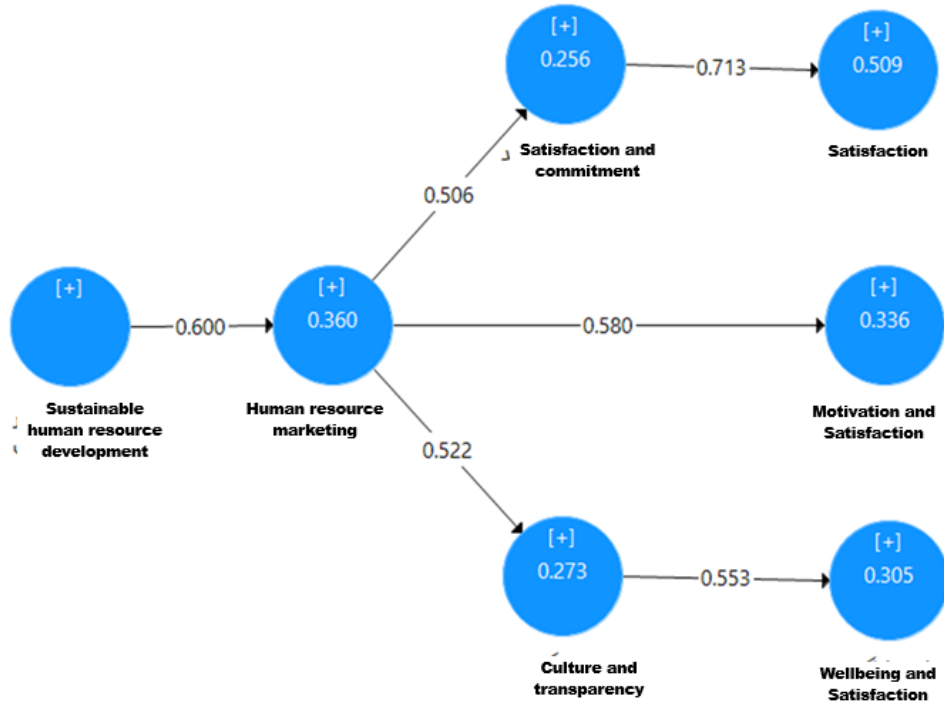 [+]
0.256
0.713
[+]
0.509
Satisfaction and
commitment
Satisfaction
0.506
[+]
0.600
[+]
0.360
0.580
[+]
0.336
Sustainable
human resource
development
Human resource
marketing
Motivation and
Satisfaction
0.522
[+]
0.273
0.553
[+]
0.305
Culture and
transparency
Wellbeing and
Satisfaction